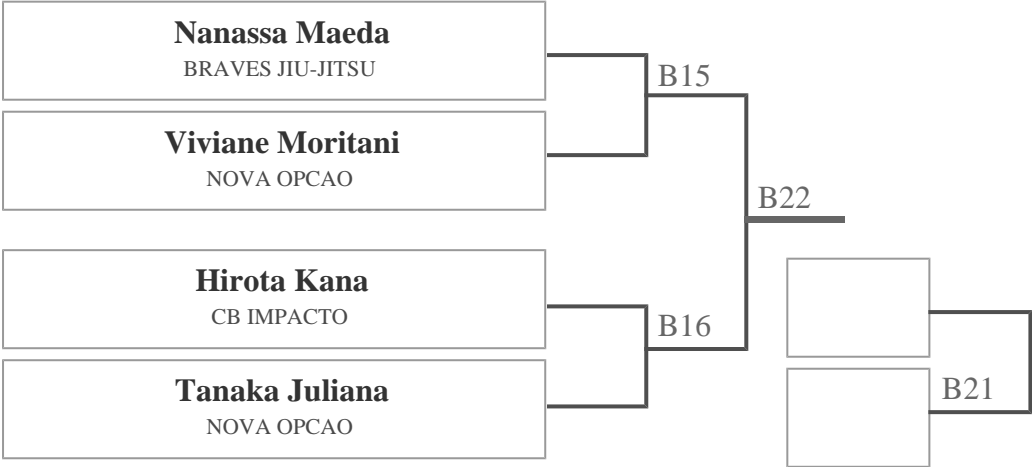 Nanassa Maeda
BRAVES JIU-JITSU
B15
Viviane Moritani
NOVA OPCAO
B22
Hirota Kana
CB IMPACTO
B16
Tanaka Juliana
NOVA OPCAO
B21